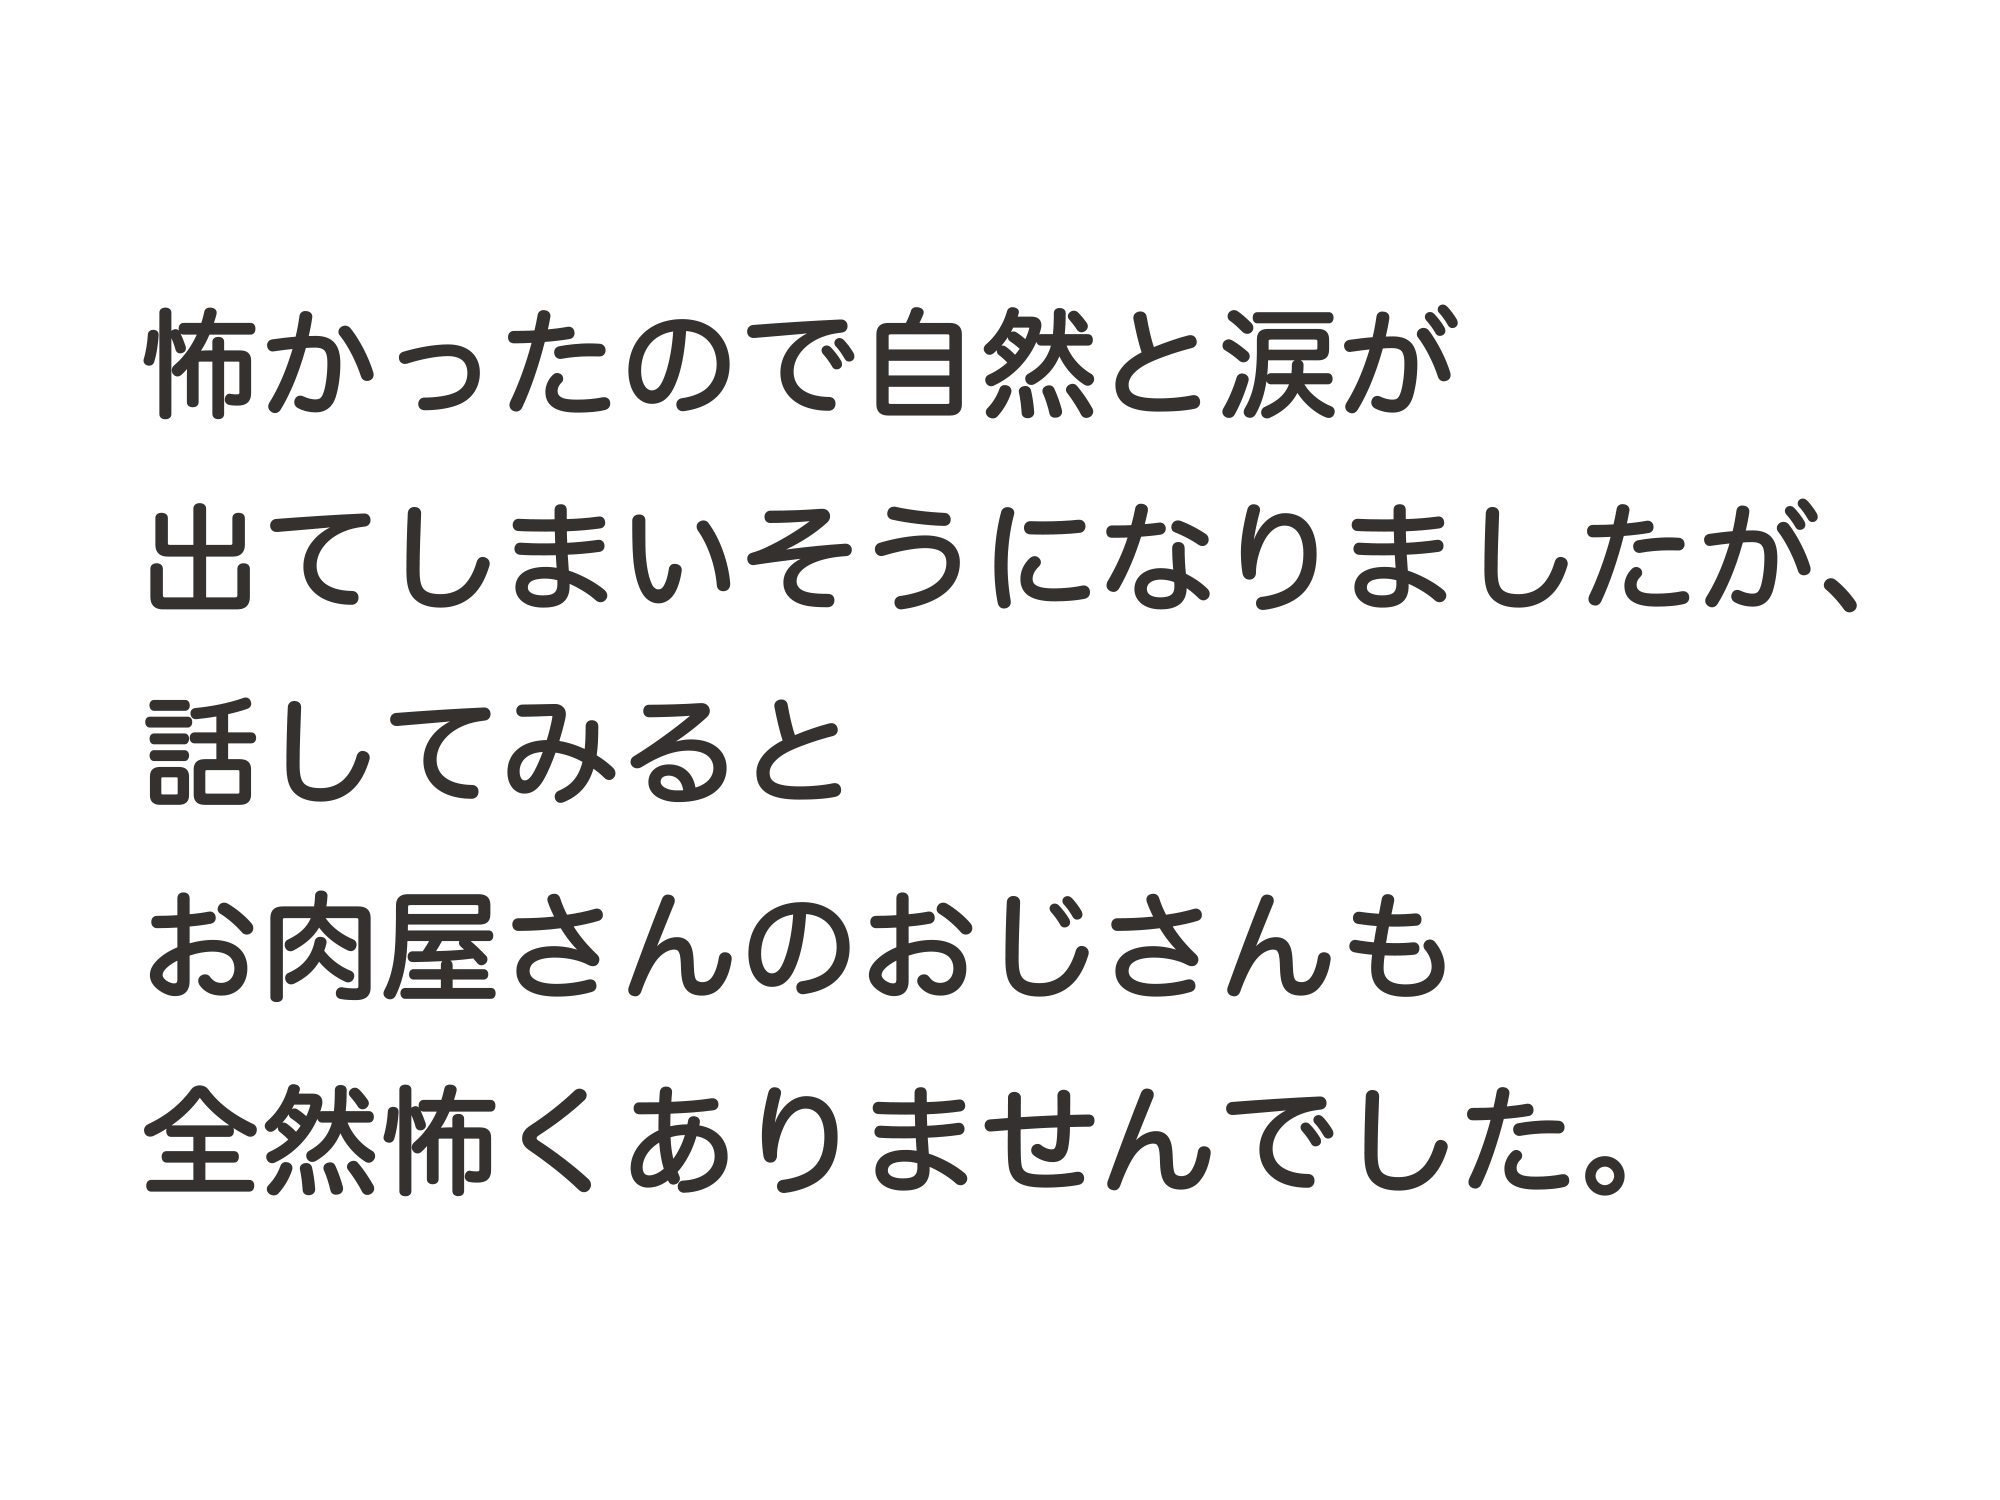 怖かったので自然と涙が
出てしまいそうになりましたが、
話してみると
お肉屋さんのおじさんも
全然怖くありませんでした。